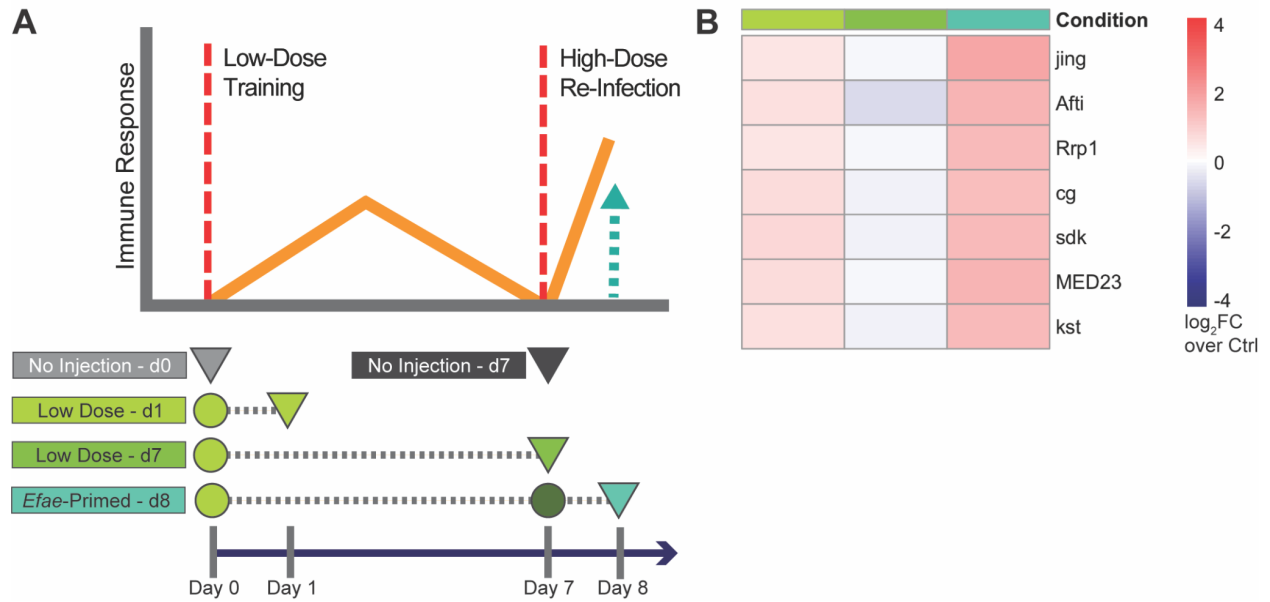 A
Immune Response
Low-Dose
Training
High-Dose
Re-Infection
No Injection - d0
No Injection - d7
Low Dose - d1
Low Dose - d7
Efae-Primed - d8
Day 0
Day 1
Day 7
Day 8
B
Condition
jing
Afti
Rrp1
cg
sdk
MED23
kst
4
2
0
-2
-4
log₂FC
over Ctrl